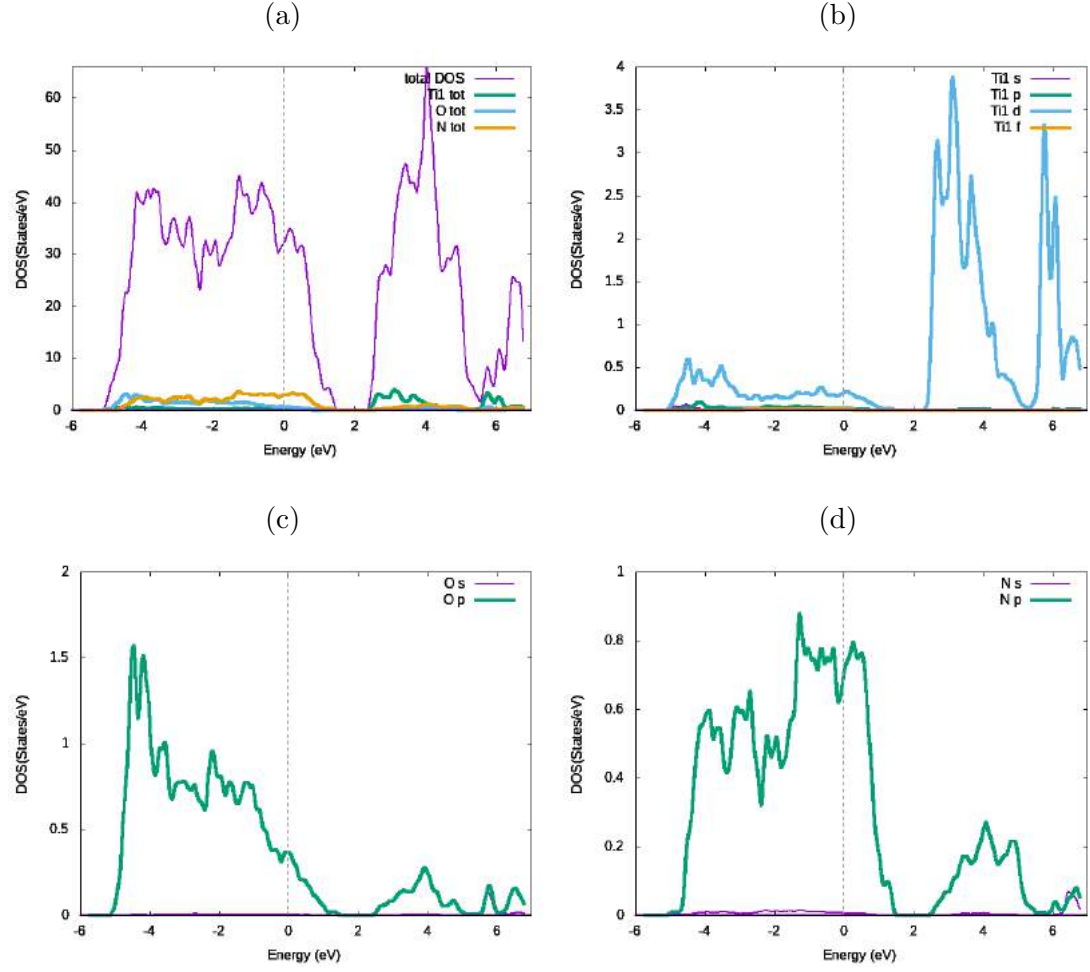 (a)
total DOS
Ti1 tot
O tot
N tot
60
50
40
30
20
10
0
DOS(States/eV)
-6 -4 -2 0 2 4 6
Energy (eV)
(b)
Ti1 s
Ti1 p
Ti1 d
Ti1 f
4
3.5
3
2.5
2
1.5
1
0.5
0
DOS(States/eV)
-6 -4 -2 0 2 4 6
Energy (eV)
(c)
O s
O p
2
1.5
1
0.5
0
DOS(States/eV)
-6 -4 -2 0 2 4 6
Energy (eV)
(d)
N s
N p
1
0.8
0.6
0.4
0.2
0
DOS(States/eV)
-6 -4 -2 0 2 4 6
Energy (eV)